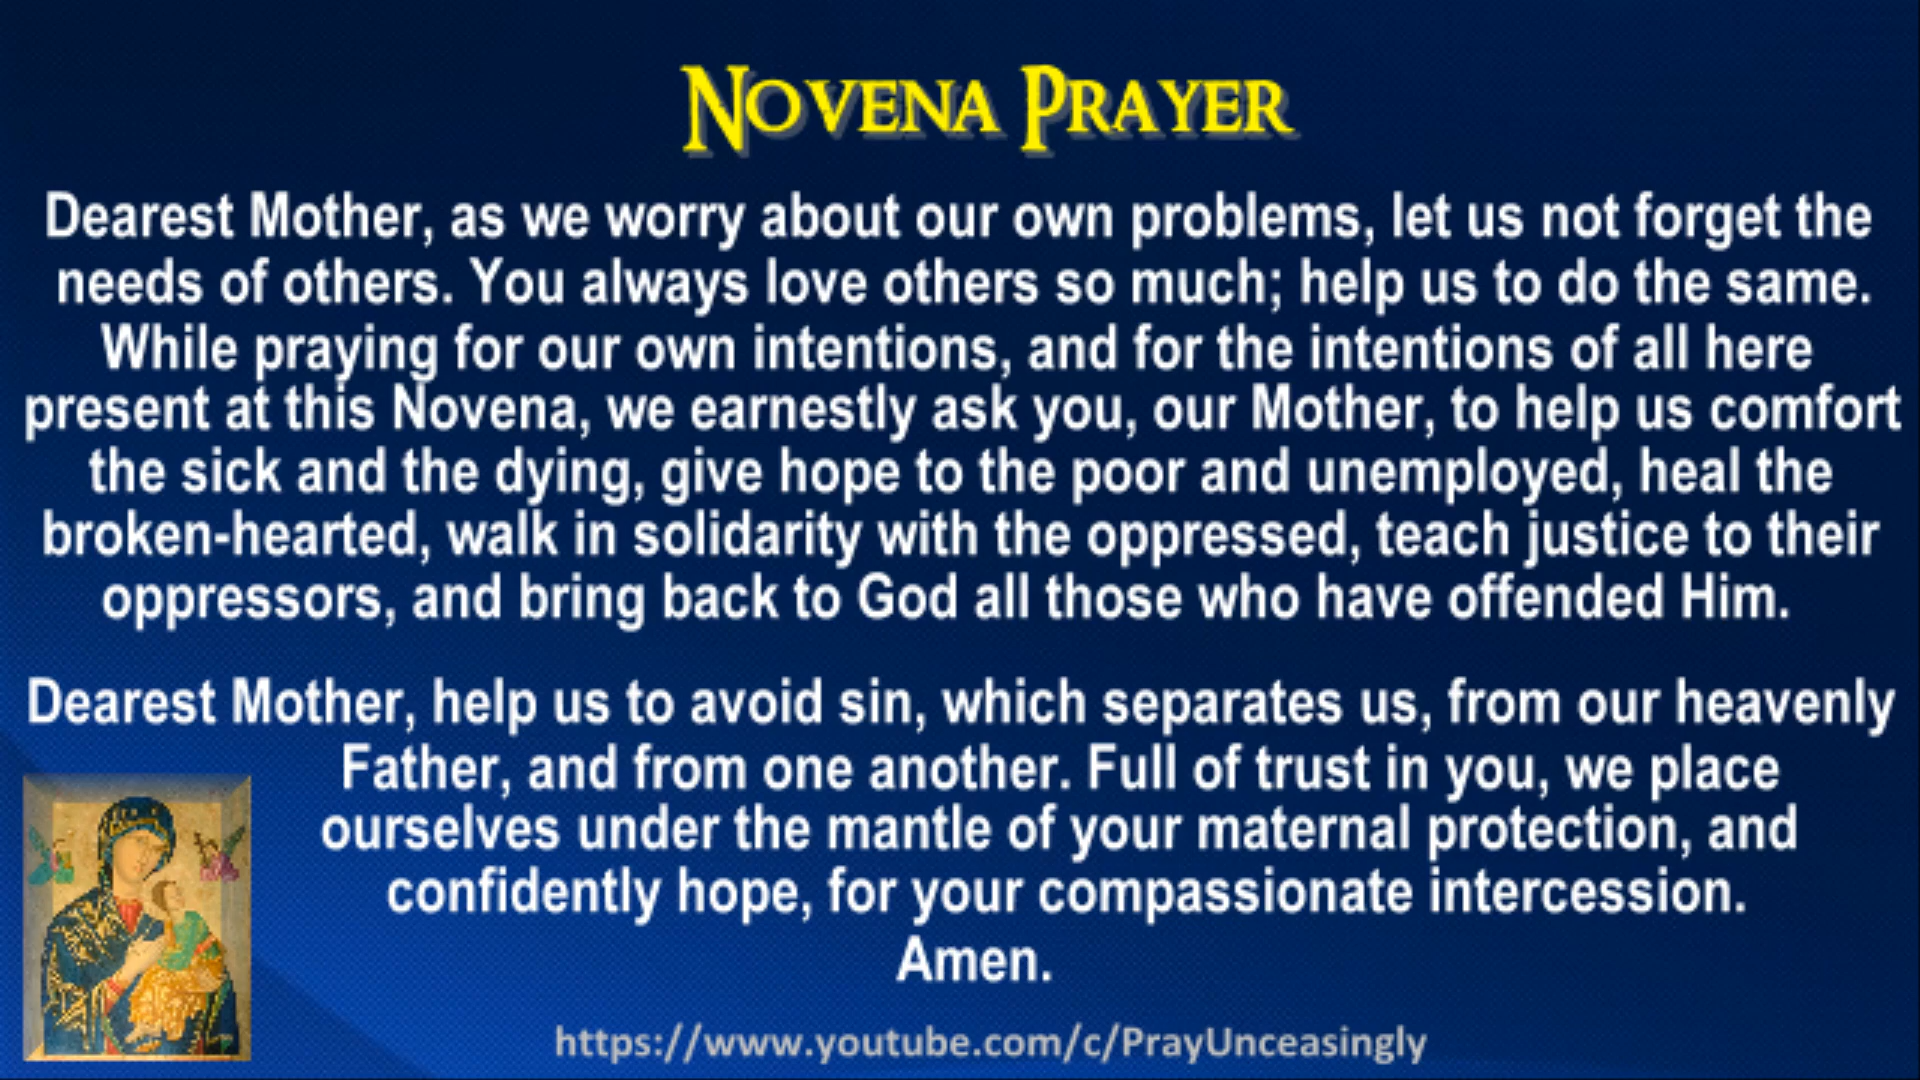 Novena Prayer
Dearest Mother, as we worry about our own problems, let us not forget the
needs of others. You always love others so much; help us to do the same.
While praying for our own intentions, and for the intentions of all here
present at this Novena, we earnestly ask you, our Mother, to help us comfort
the sick and the dying, give hope to the poor and unemployed, heal the
broken-hearted, walk in solidarity with the oppressed, teach justice to their
oppressors, and bring back to God all those who have offended Him.
Dearest Mother, help us to avoid sin, which separates us, from our heavenly
Father, and from one another. Full of trust in you, we place
ourselves under the mantle of your maternal protection, and
confidently hope, for your compassionate intercession.
Amen.
https://www.youtube.com/c/PrayUnceasingly